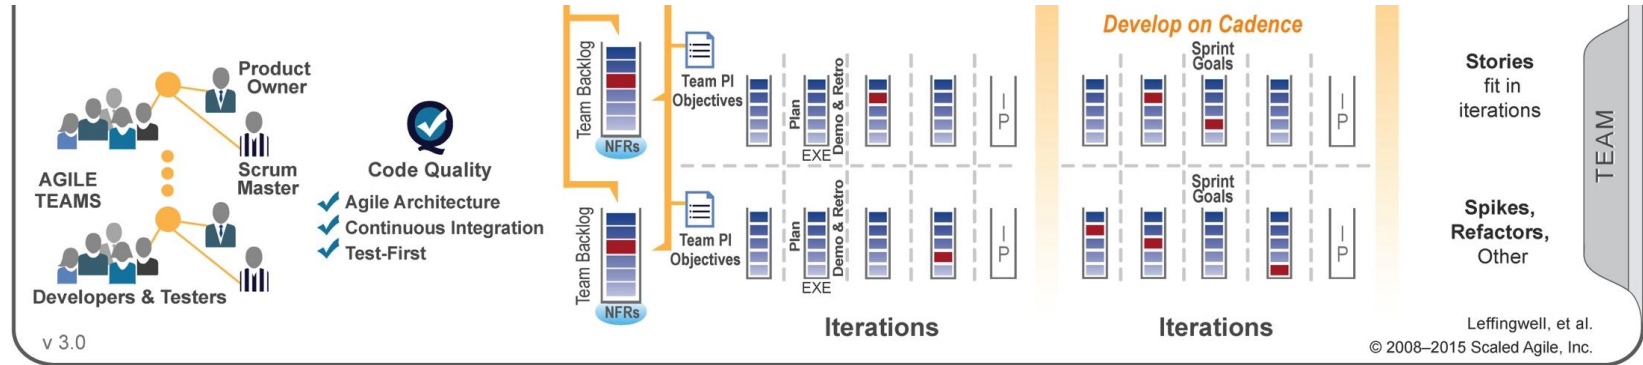 Develop on Cadence
Product
Owner
Scrum
Master
AGILE
TEAMS
Developers & Testers
v 3.0
Code Quality
Agile Architecture
Continuous Integration
Test-First
Team Backlog
NFRs
Team PI
Objectives
Plan
EXE
Demo & Retro
I
P
Sprint
Goals
I
P
Team Backlog
NFRs
Team PI
Objectives
Plan
EXE
Demo & Retro
I
P
Sprint
Goals
I
P
Iterations
Iterations
Stories
fit in
iterations
Spikes,
Refactors,
Other
TEAM
Leffingwell, et al.
© 2008–2015 Scaled Agile, Inc.